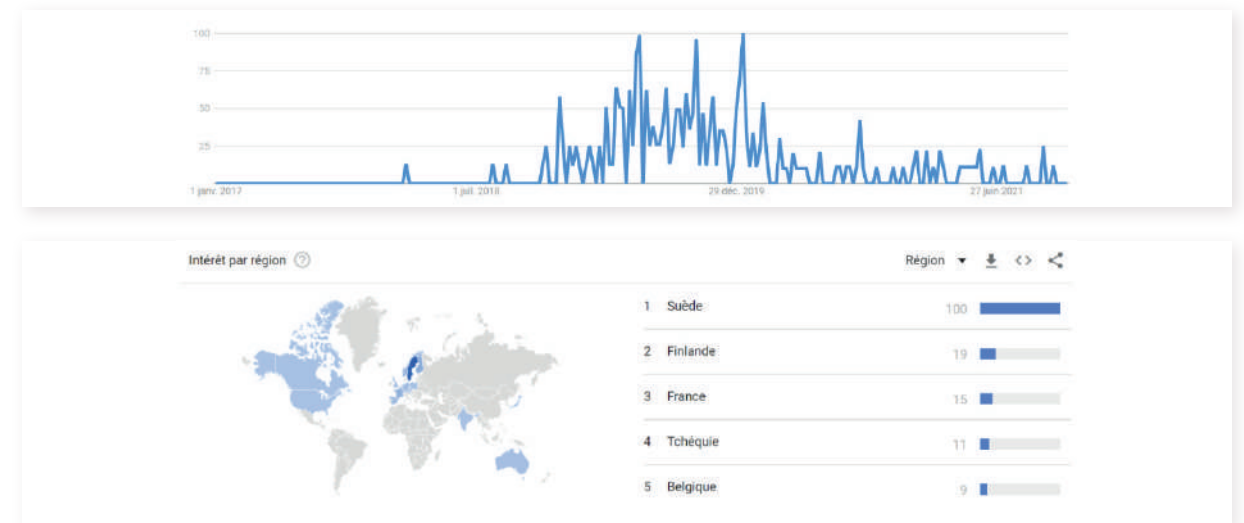 100
75
50
25
1 janv. 2017 1 juil. 2018 29 déc. 2019 27 juin 2021
Intérêt par région
Région
1 Suède 100
2 Finlande 19
3 France 15
4 Tchéquie 11
5 Belgique 9